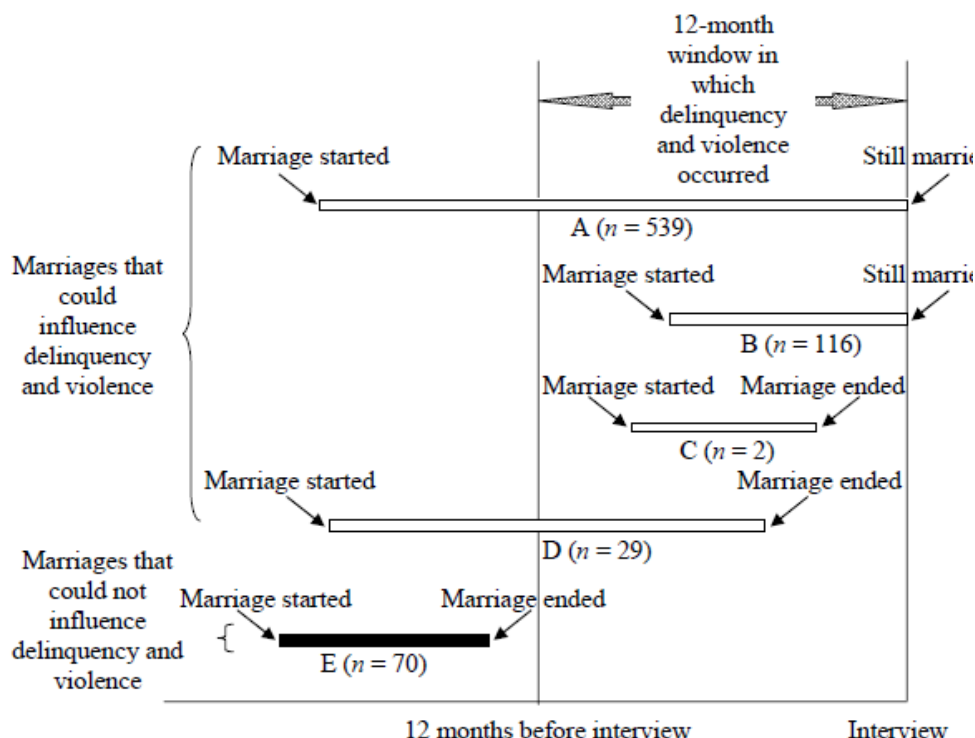 12-month
window in
which
delinquency
and violence
occurred
Marriage started
Still marrie
A (n = 539)
Marriages that
could
influence
delinquency
and violence
Marriage started
Still marrie
B (n = 116)
Marriage started
Marriage ended
C (n = 2)
Marriage started
Marriage ended
D (n = 29)
Marriages that
could not
influence
delinquency and
violence
Marriage started
Marriage ended
E (n = 70)
12 months before interview
Interview